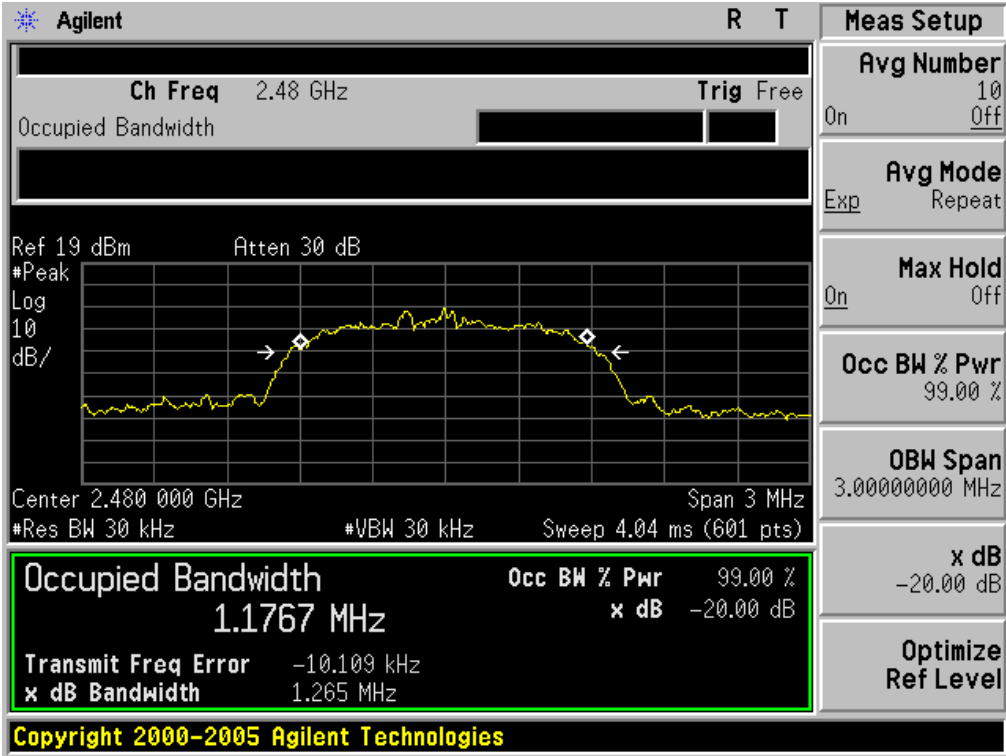 Agilent R T
Ch Freq 2.48 GHz Trig Free
Occupied Bandwidth
Ref 19 dBm Atten 30 dB
#Peak
Log
10
dB/
Center 2.480 000 GHz Span 3 MHz
#Res BW 30 kHz #VBW 30 kHz Sweep 4.04 ms (601 pts)
Occupied Bandwidth Occ BW % Pwr 99.00 %
1.1767 MHz x dB -20.00 dB
Transmit Freq Error -10.109 kHz
x dB Bandwidth 1.265 MHz
Copyright 2000-2005 Agilent Technologies
Meas Setup
Avg Number
10
On Off
Avg Mode
Exp Repeat
Max Hold
On Off
Occ BW % Pwr
99.00 %
OBW Span
3.00000000 MHz
x dB
-20.00 dB
Optimize
Ref Level